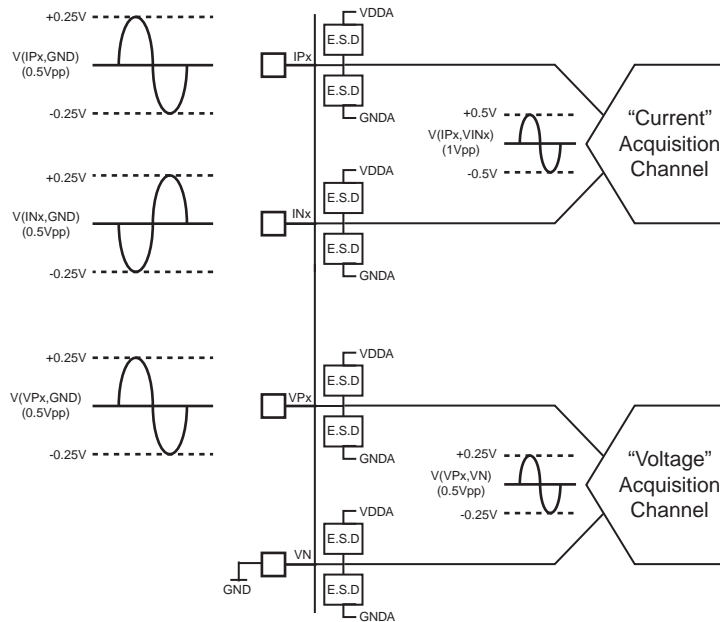 VDDA
+0.25V
E.S.D
V(IPx,GND)
(0.5Vpp)
IPx
E.S.D
-0.25V
GNDA
+0.5V
V(IPx,VINx)
(1Vpp)
-0.5V
“Current”
Acquisition
Channel
VDDA
+0.25V
E.S.D
V(INx,GND)
(0.5Vpp)
INx
E.S.D
-0.25V
GNDA
VDDA
+0.25V
E.S.D
V(VPx,GND)
(0.5Vpp)
VPx
E.S.D
-0.25V
GNDA
+0.25V
V(VPx,VN)
(0.5Vpp)
-0.25V
“Voltage”
Acquisition
Channel
VDDA
E.S.D
VN
GND
E.S.D
GNDA